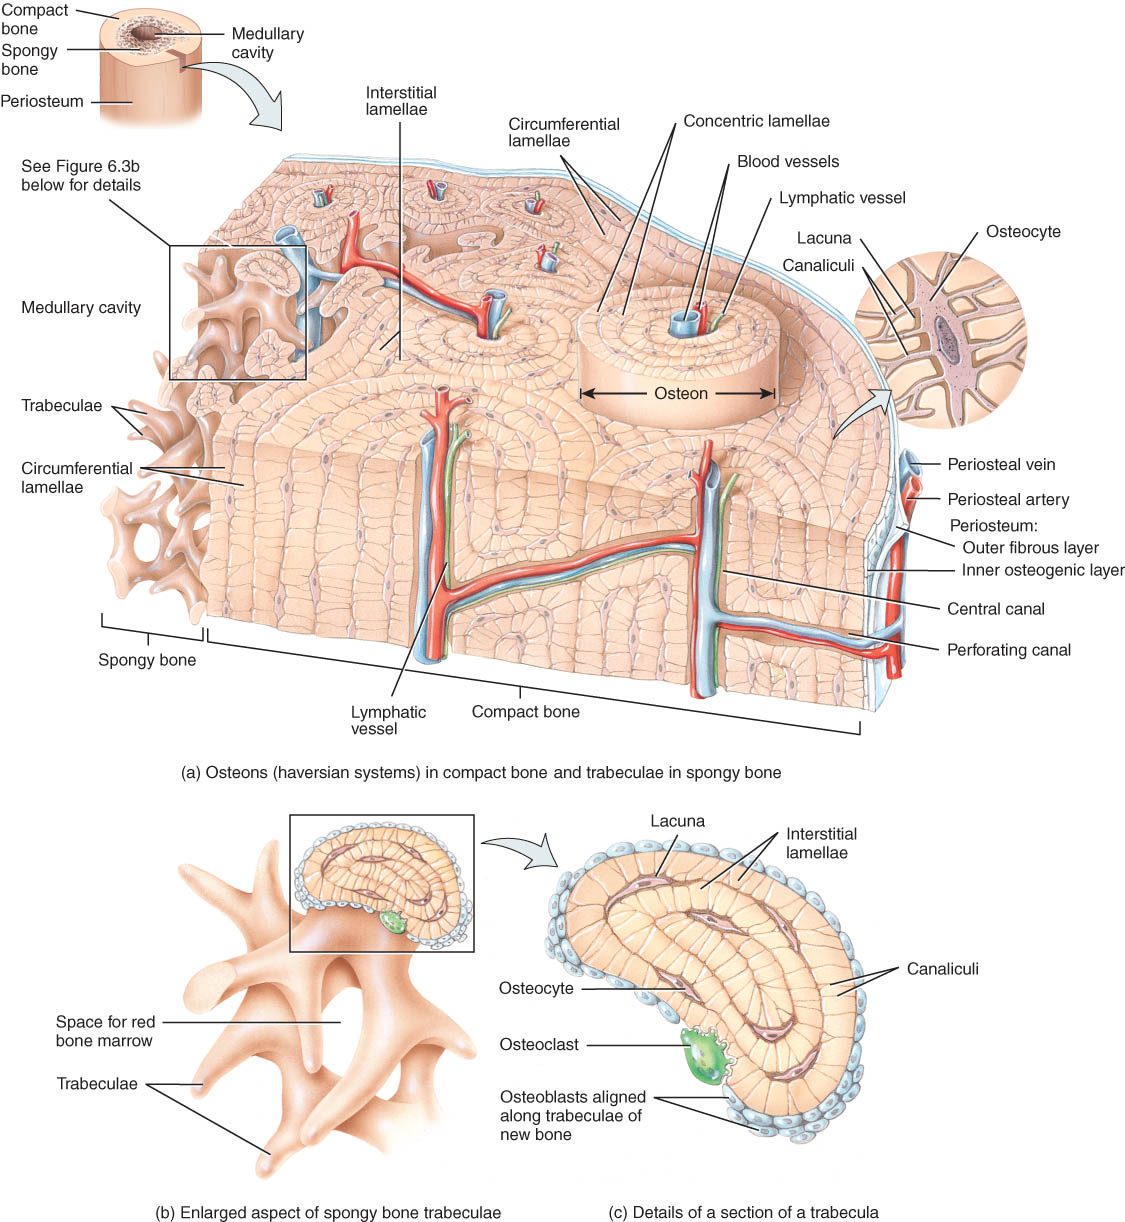 Compact
bone
Spongy
bone
Periosteum
Medullary
cavity
Interstitial
lamellae
Circumferential
lamellae
Concentric lamellae
Blood vessels
Lymphatic vessel
Lacuna
Canaliculi
Osteocyte
See Figure 6.3b
below for details
Medullary cavity
Trabeculae
Circumferential
lamellae
Osteon
Periosteal vein
Periosteal artery
Periosteum:
Outer fibrous layer
Inner osteogenic layer
Central canal
Perforating canal
Spongy bone
Lymphatic
vessel
Compact bone
(a) Osteons (haversian systems) in compact bone and trabeculae in spongy bone
Space for red
bone marrow
Trabeculae
(b) Enlarged aspect of spongy bone trabeculae
Lacuna
Interstitial
lamellae
Canaliculi
Osteocyte
Osteoclast
Osteoblasts aligned
along trabeculae of
new bone
(c) Details of a section of a trabecula